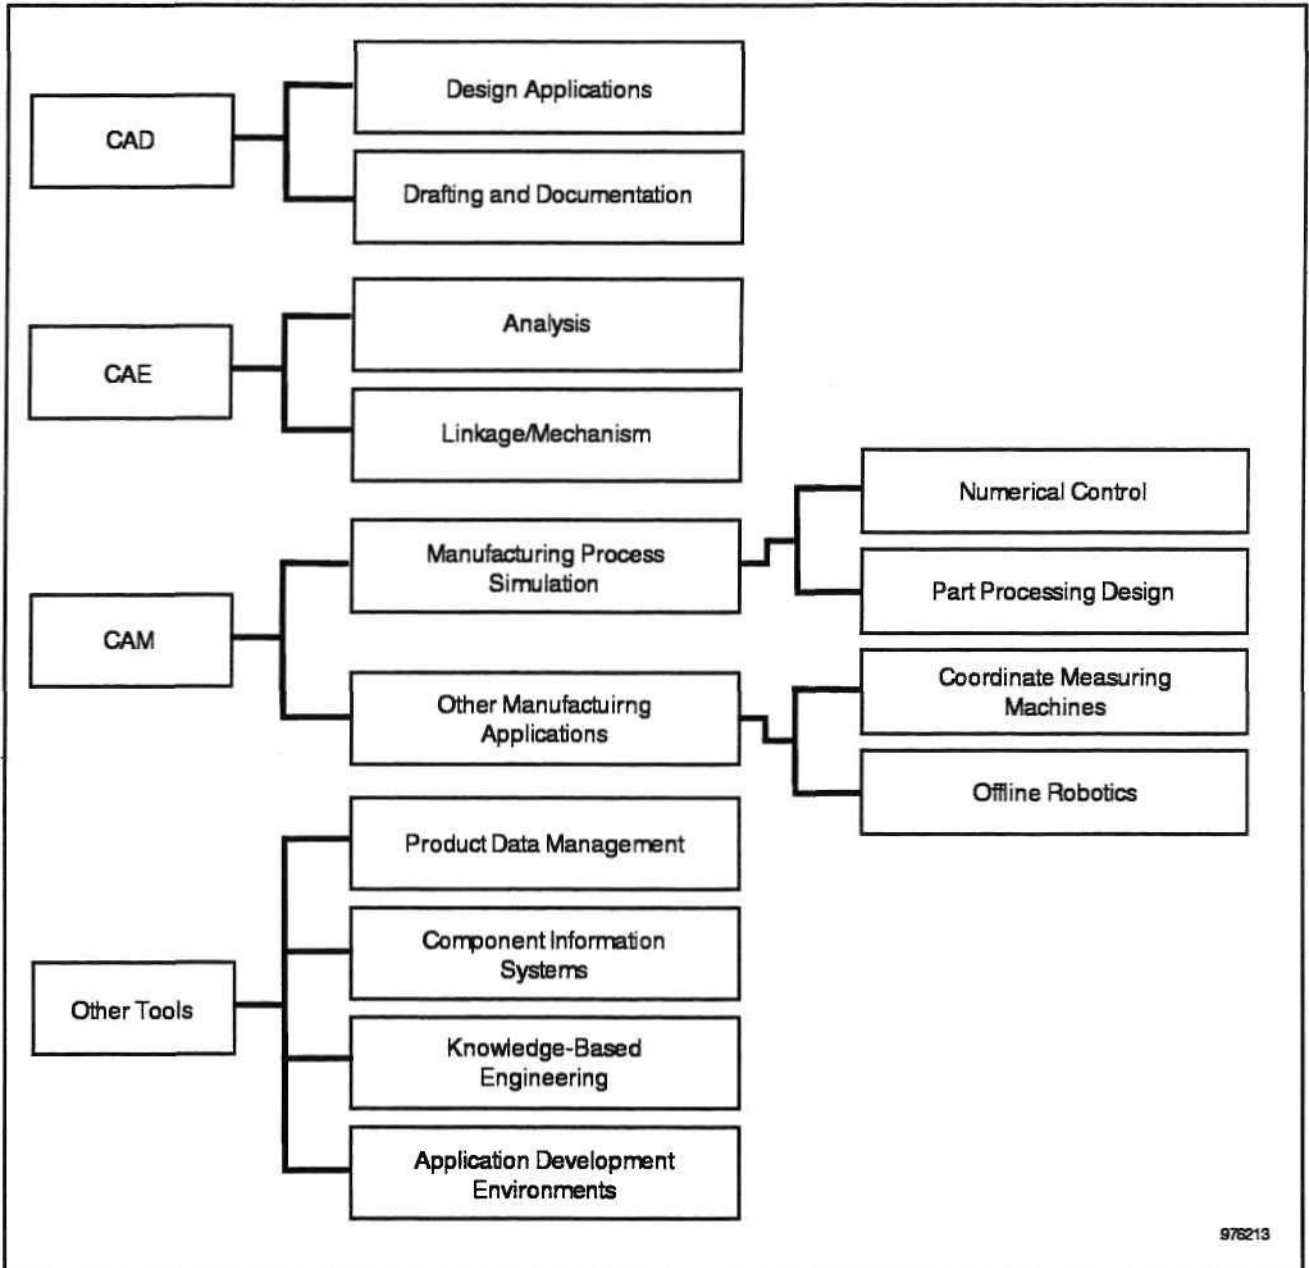 CAD
Design Applications
Drafting and Documentation
CAE
Analysis
Linkage/Mechanism
CAM
Manufacturing Process
Simulation
Numerical Control
Part Processing Design
Other Manufactuirng
Applications
Coordinate Measuring
Machines
Offline Robotics
Other Tools
Product Data Management
Component Information
Systems
Knowledge-Based
Engineering
Application Development
Environments
976213